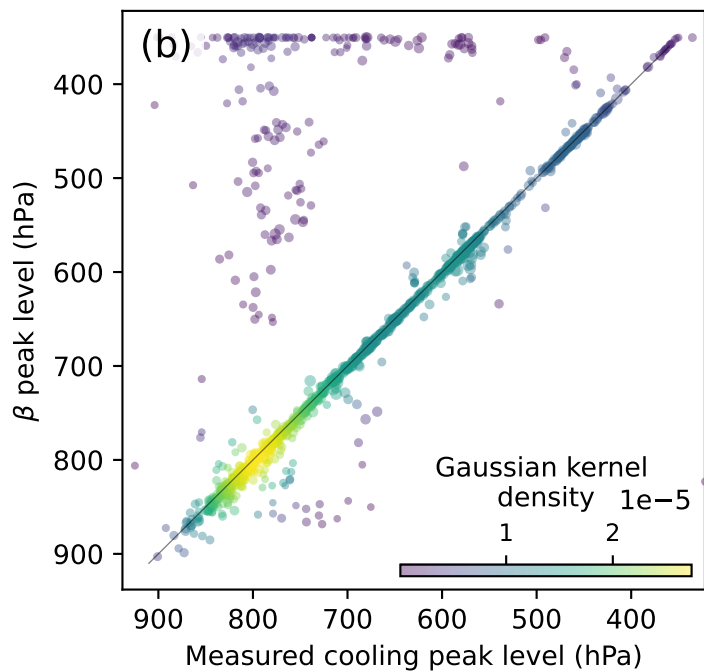 (b)
400
500
600
700
800
900
β peak level (hPa)
Gaussian kernel
density 1e−5
1 2
900 800 700 600 500 400
Measured cooling peak level (hPa)